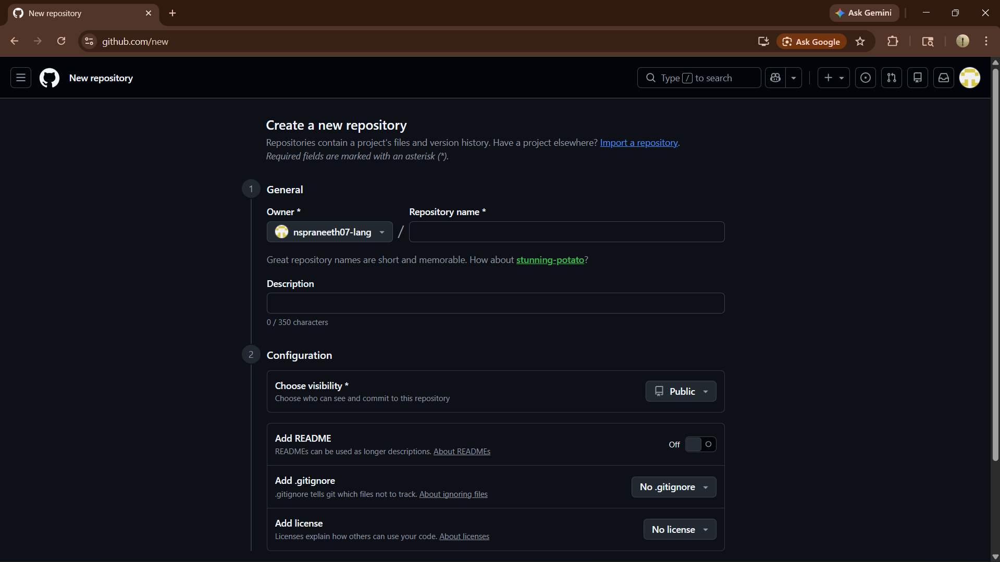 New repository
Ask Gemini
github.com/new
Ask Google
New repository
Type / to search
Create a new repository
Repositories contain a project's files and version history. Have a project elsewhere? Import a repository.
Required fields are marked with an asterisk (*).
1 General
Owner * Repository name *
nspraneeth07-lang /
Great repository names are short and memorable. How about stunning-potato?
Description
0 / 350 characters
2 Configuration
Choose visibility *
Choose who can see and commit to this repository
Public
Add README
READMEs can be used as longer descriptions. About READMEs
Off
Add .gitignore
.gitignore tells git which files not to track. About ignoring files
No .gitignore
Add license
Licenses explain how others can use your code. About licenses
No license